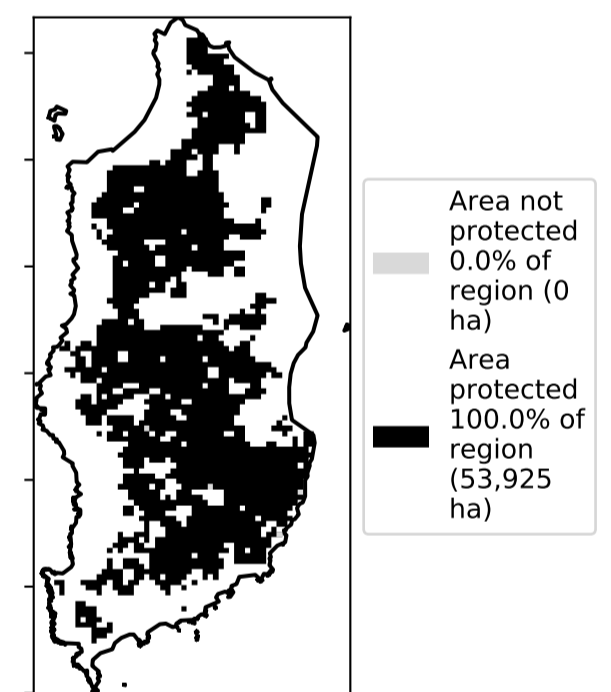 Area not
protected
0.0% of
region (0
ha)
Area
protected
100.0% of
region
(53,925
ha)